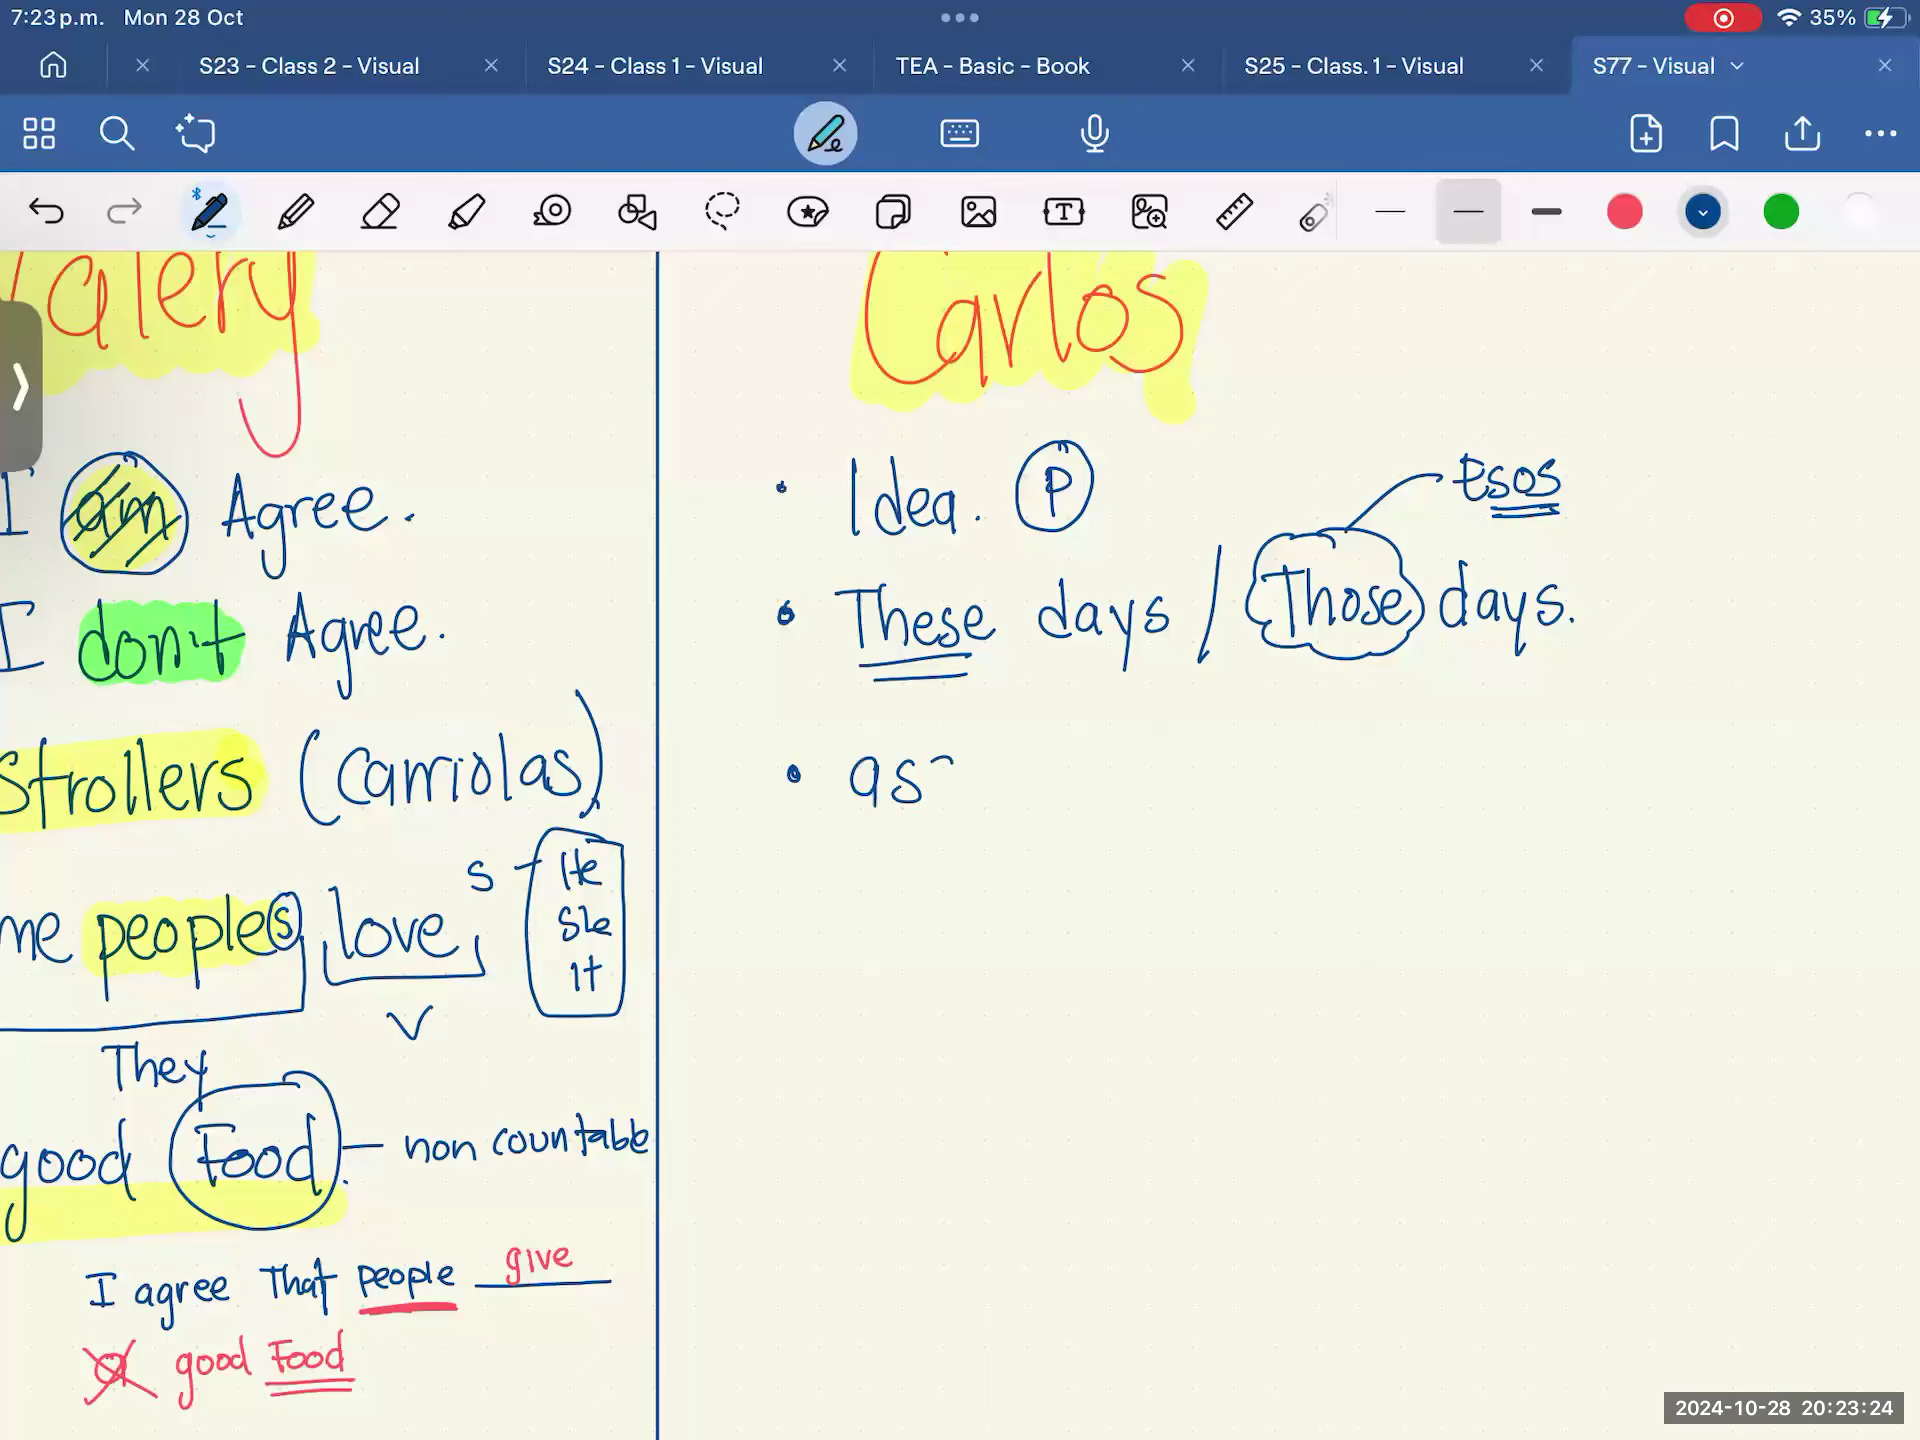 7:23 p.m. Mon 28 Oct
35%
S23 - Class 2 - Visual
S24 - Class 1 - Visual
TEA - Basic - Book
S25 - Class. 1 - Visual
S77 - Visual
alery
I am Agree.
I don't Agree.
Strollers (Carriolas)
me peoples love
s
He
She
It
V
They
good Food. non countable
I agree That people give
a good Food
Carlos
Idea. P
Esos
These days / Those days.
as
2024-10-28 20:23:24